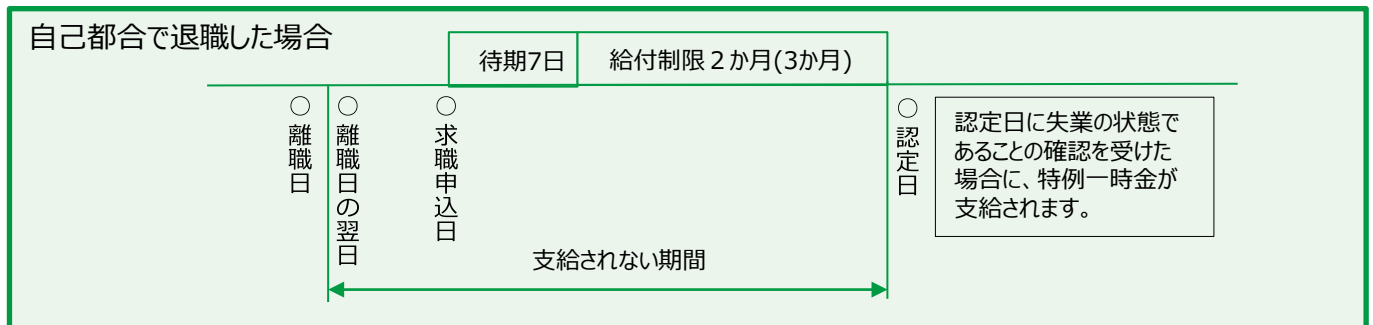 自己都合で退職した場合
待期7日
給付制限２か月(3か月)
○離職日
○離職日の翌日
○求職申込日
○認定日
認定日に失業の状態で
あることの確認を受けた
場合に、特例一時金が
支給されます。
支給されない期間